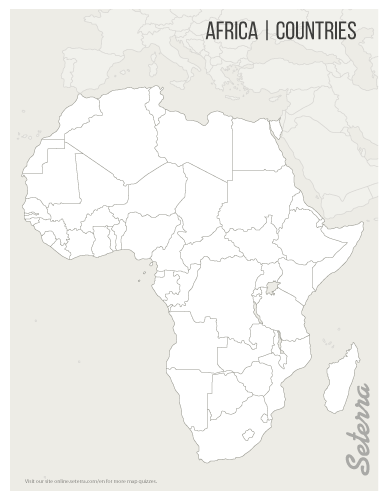 AFRICA | COUNTRIES
Seterra
Visit our site online.seterra.com/en for more map quizzes.